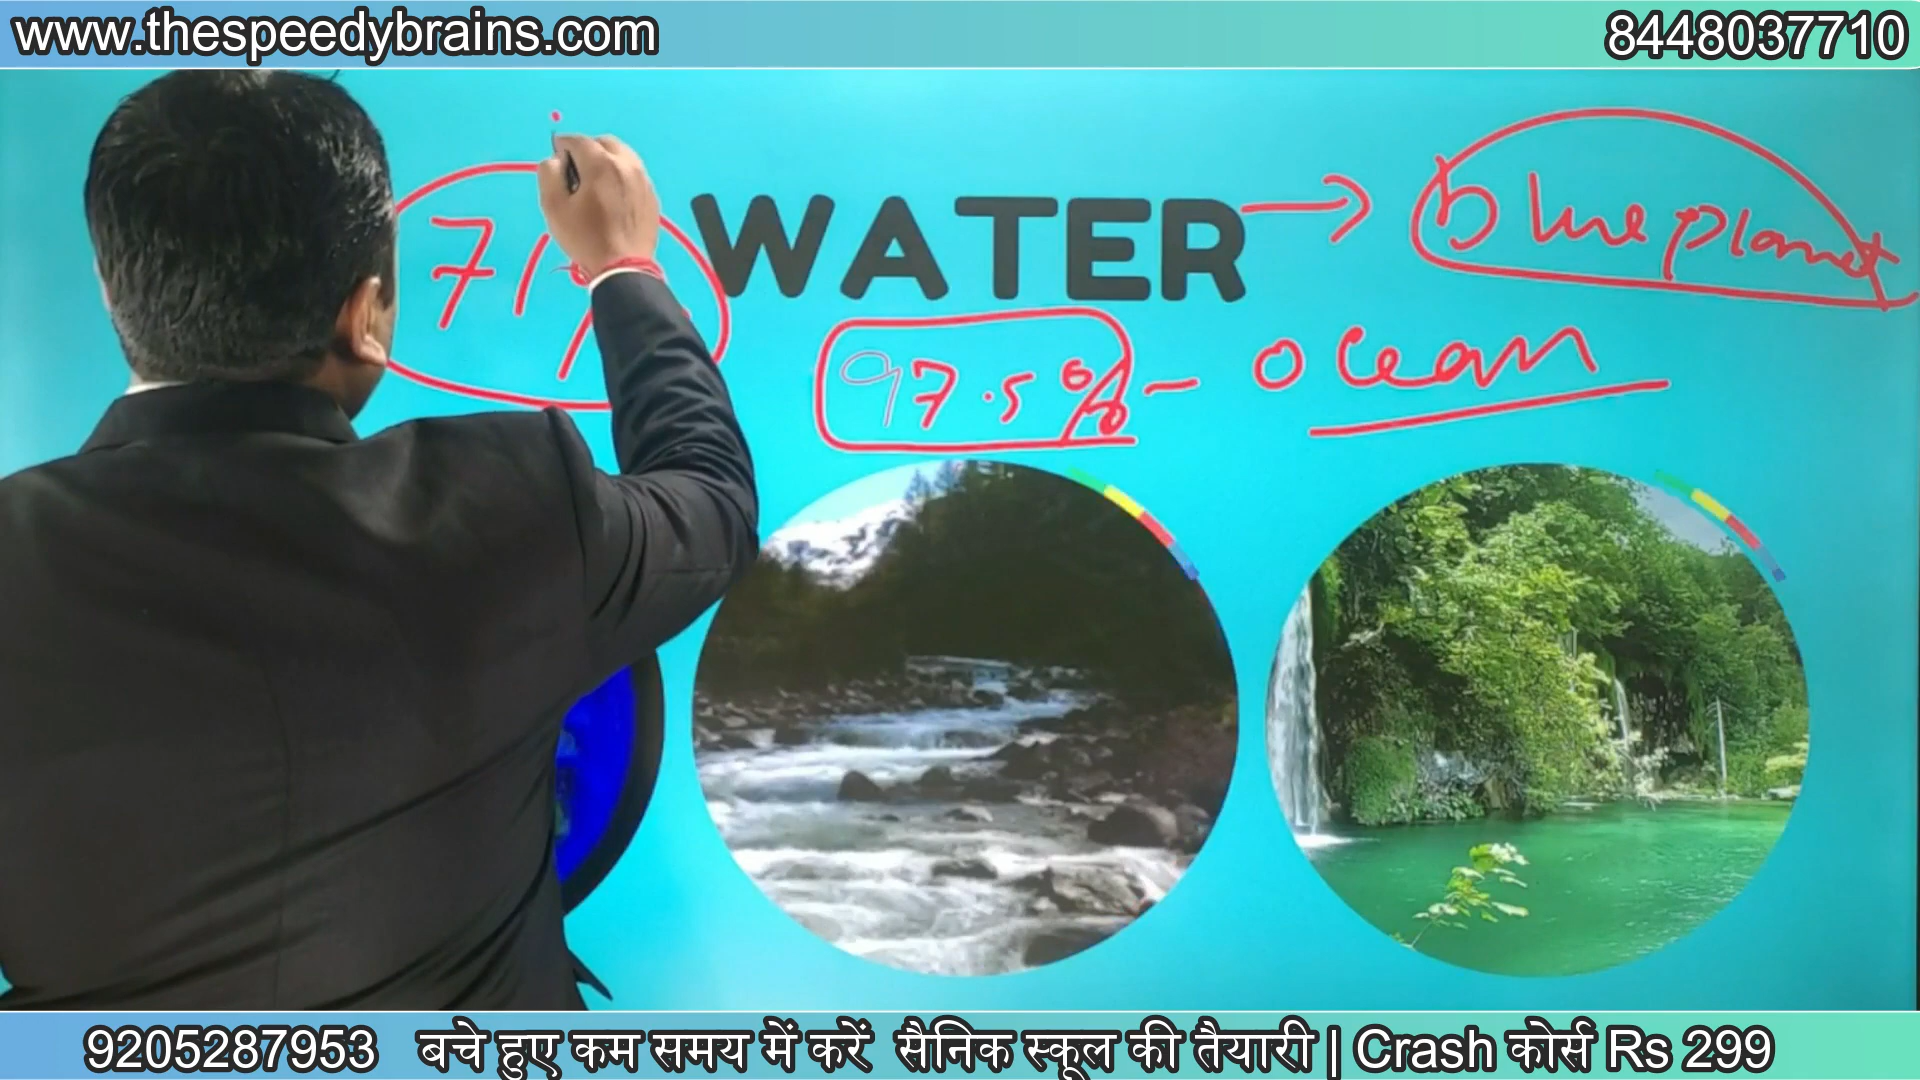 www.thespeedybrains.com
8448037710
71%
WATER → blue planet
97.5% - ocean
9205287953 बचे हुए कम समय में करें सैनिक स्कूल की तैयारी | Crash कोर्स Rs 299